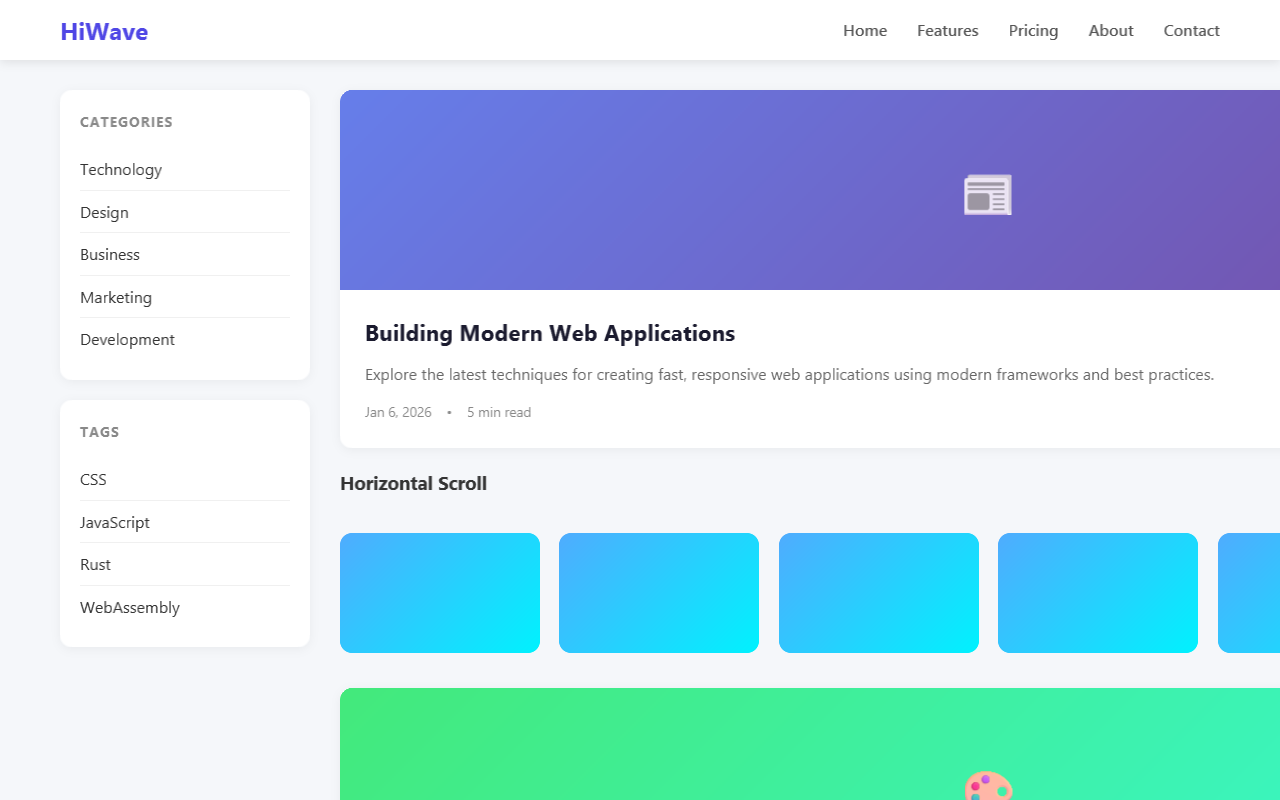 HiWave
Home
Features
Pricing
About
Contact
CATEGORIES
Technology
Design
Business
Marketing
Development
TAGS
CSS
JavaScript
Rust
WebAssembly
Building Modern Web Applications
Explore the latest techniques for creating fast, responsive web applications using modern frameworks and best practices.
Jan 6, 2026 • 5 min read
Horizontal Scroll